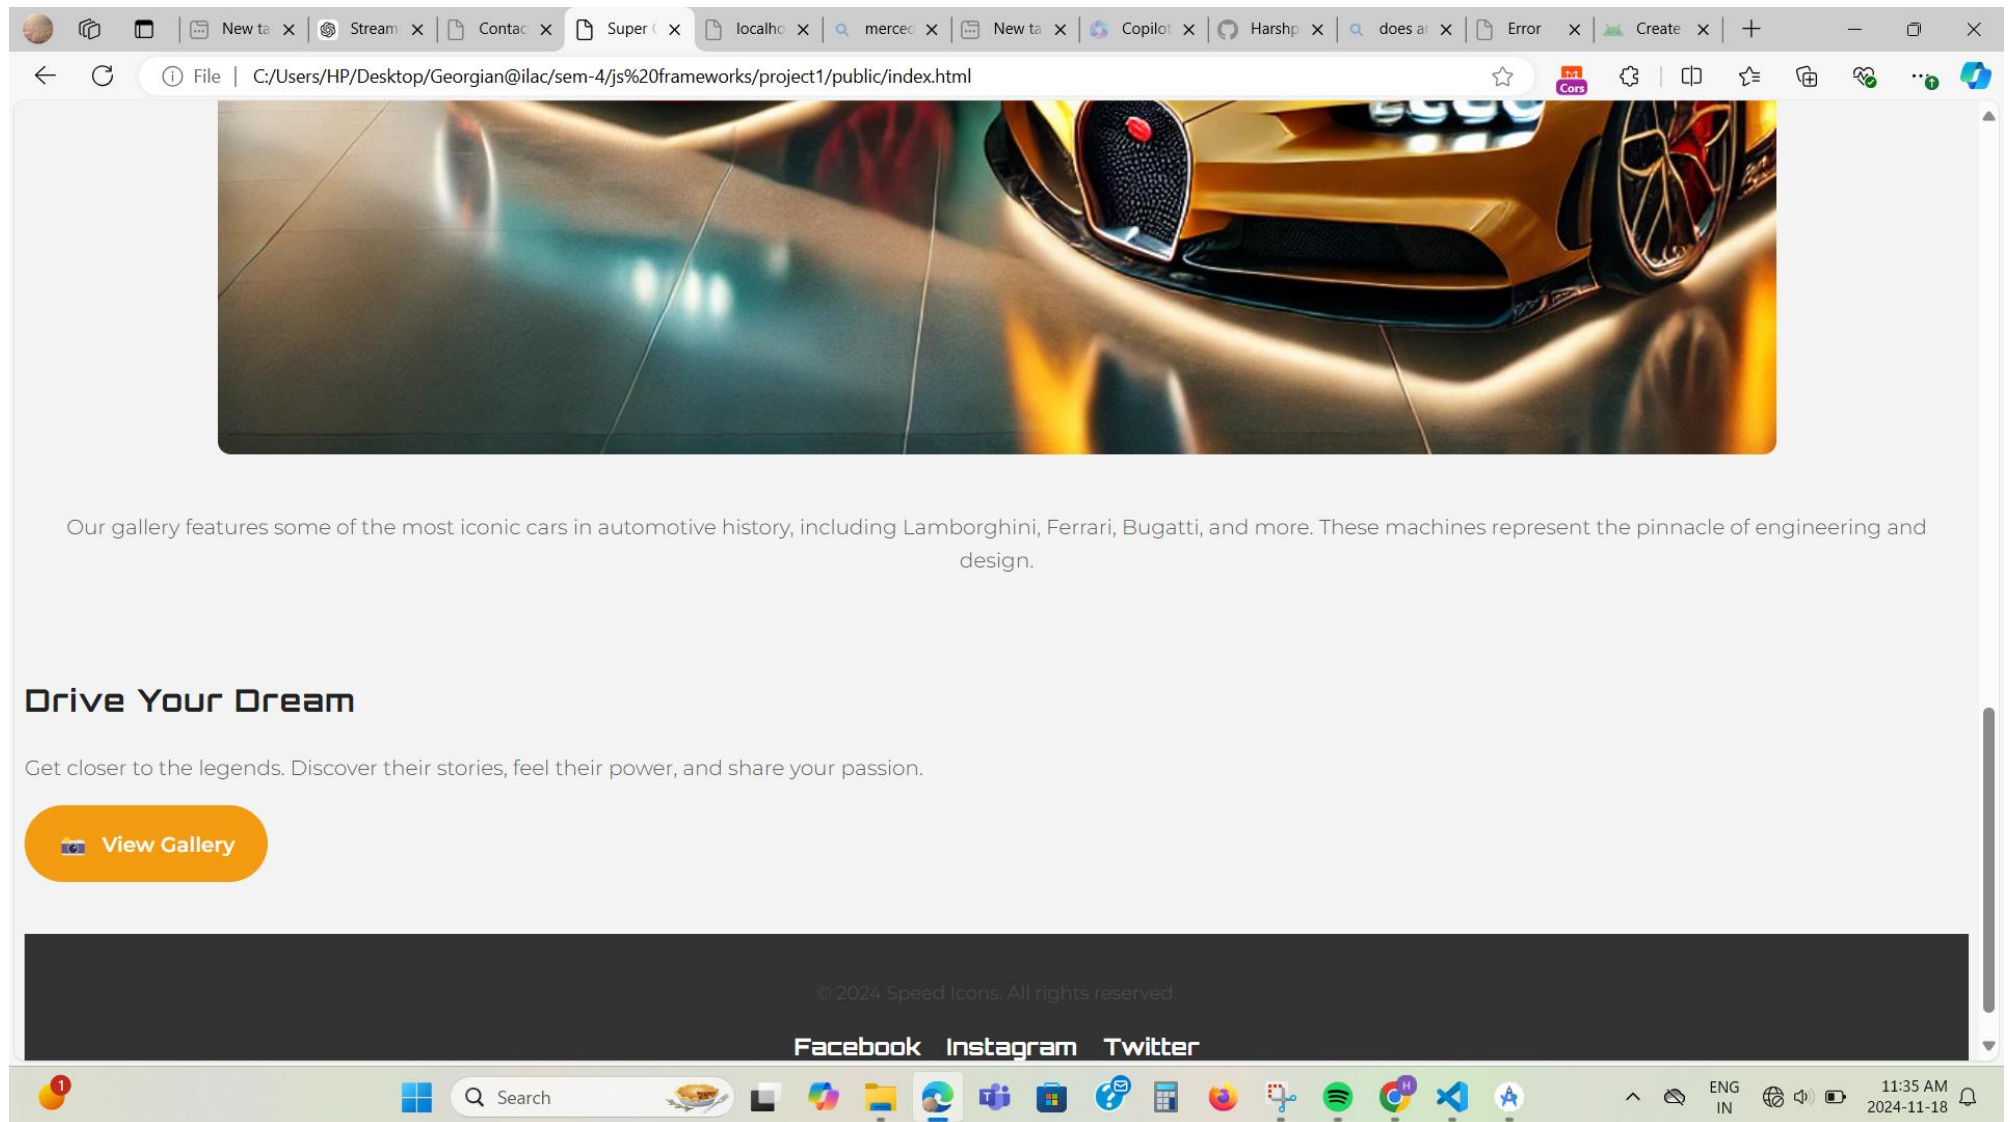 New ta
Stream
Contac
Super
localho
merced
New ta
Copilot
Harshp
does a
Error
Create
File
C:/Users/HP/Desktop/Georgian@ilac/sem-4/js%20frameworks/project1/public/index.html
Cors
Our gallery features some of the most iconic cars in automotive history, including Lamborghini, Ferrari, Bugatti, and more. These machines represent the pinnacle of engineering and
design.
Drive Your Dream
Get closer to the legends. Discover their stories, feel their power, and share your passion.
View Gallery
© 2024 Speed Icons. All rights reserved.
Facebook Instagram Twitter
1
Search
H
ENG
IN
11:35 AM
2024-11-18